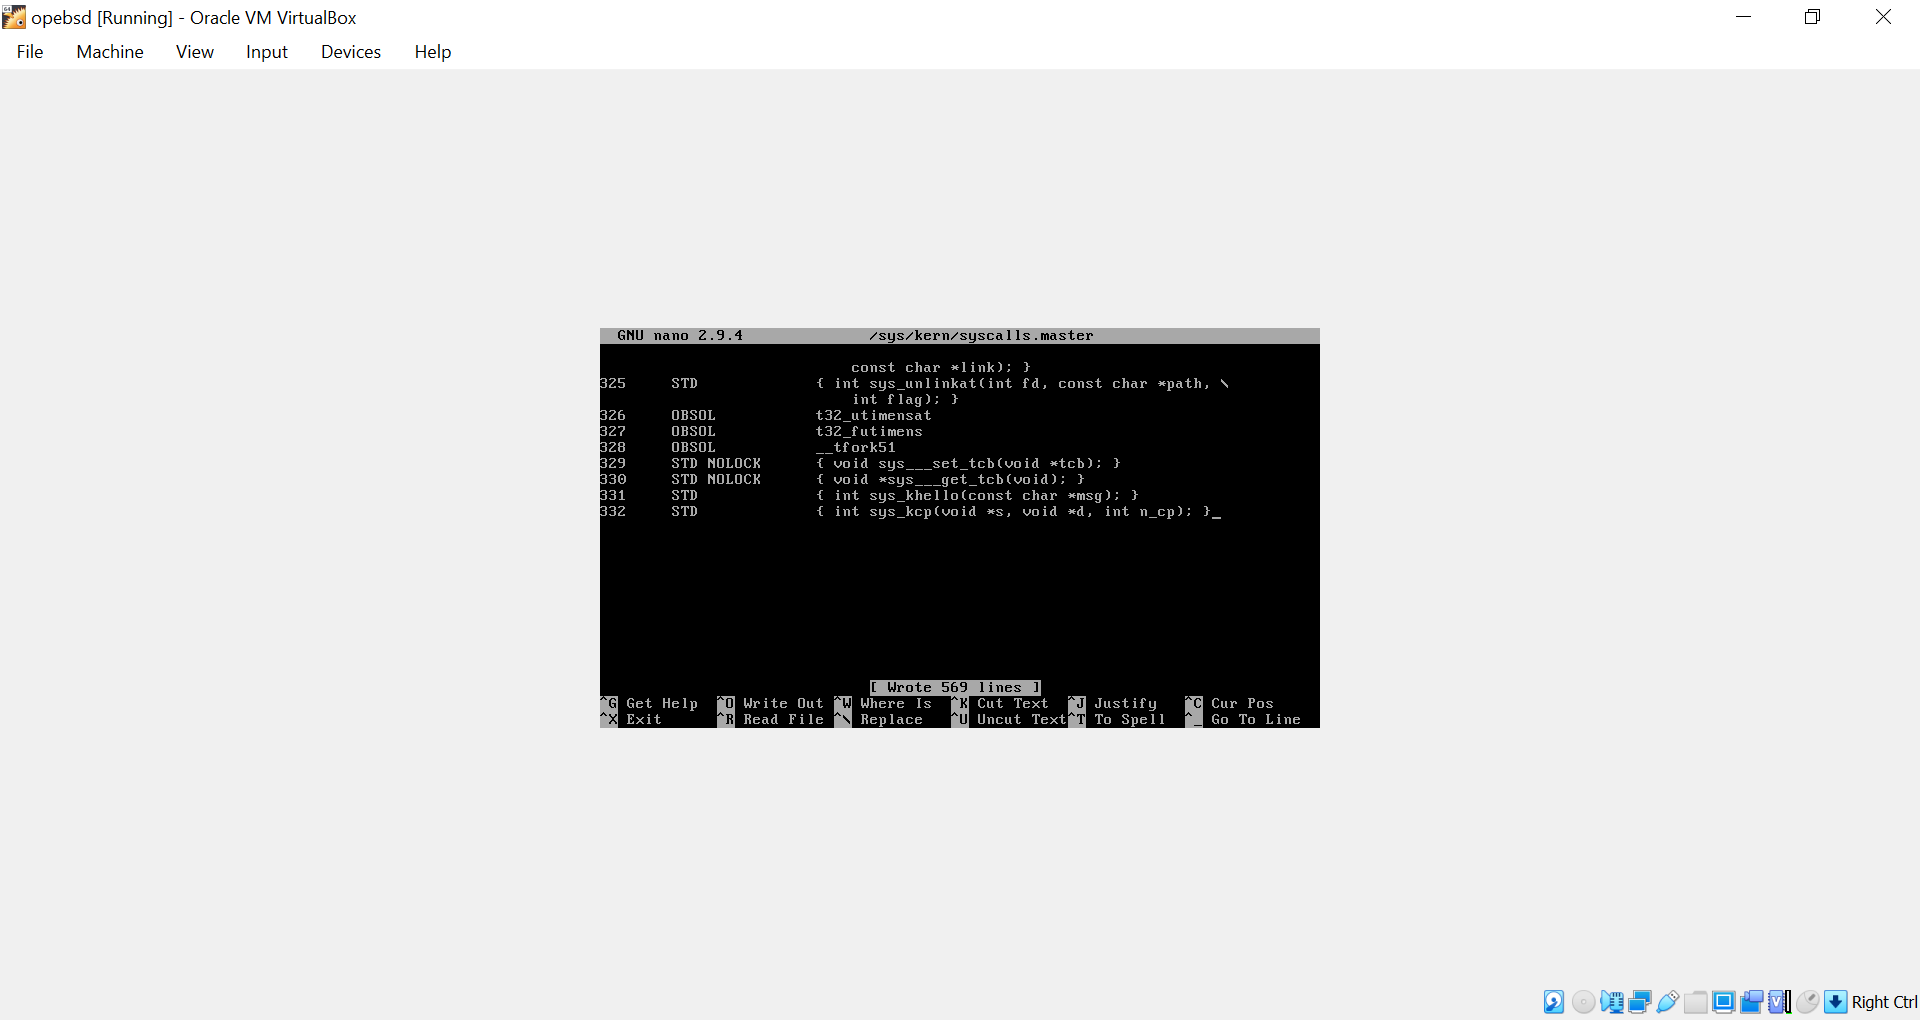 opebsd [Running] - Oracle VM VirtualBox
File Machine View Input Devices Help
GNU nano 2.9.4 /sys/kern/syscalls.master
const char *link); }
325 STD { int sys_unlinkat(int fd, const char *path, \
int flag); }
326 OBSOL t32_utimensat
327 OBSOL t32_futimens
328 OBSOL __tfork51
329 STD NOLOCK { void sys___set_tcb(void *tcb); }
330 STD NOLOCK { void *sys___get_tcb(void); }
331 STD { int sys_khello(const char *msg); }
332 STD { int sys_kcp(void *s, void *d, int n_cp); }_
[ Wrote 569 lines ]
^G Get Help ^O Write Out ^W Where Is ^K Cut Text ^J Justify ^C Cur Pos
^X Exit ^R Read File ^\ Replace ^U Uncut Text ^T To Spell ^_ Go To Line
Right Ctrl